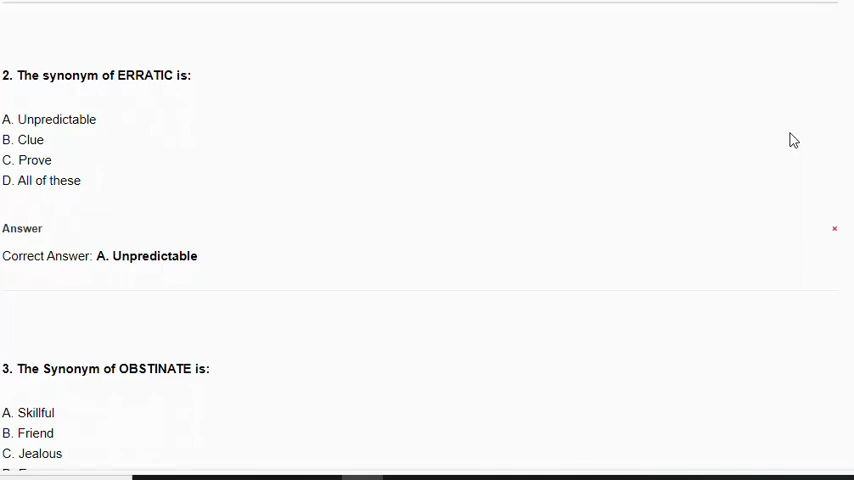 2. The synonym of ERRATIC is:
A. Unpredictable
B. Clue
C. Prove
D. All of these
Answer
Correct Answer: A. Unpredictable
3. The Synonym of OBSTINATE is:
A. Skillful
B. Friend
C. Jealous